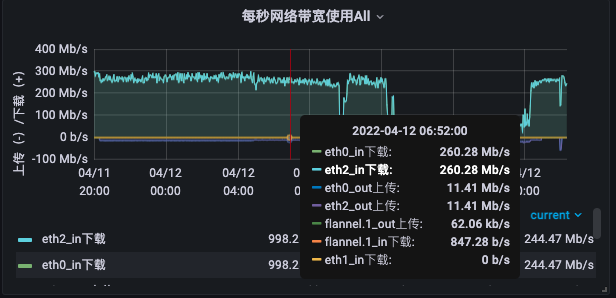 每秒网络带宽使用All
上传 (-) /下载 (+)
400 Mb/s
300 Mb/s
200 Mb/s
100 Mb/s
0 b/s
-100 Mb/s
04/11
20:00
04/12
00:00
04/12
04:00
04/12
2022-04-12 06:52:00
eth0_in下载: 260.28 Mb/s
eth2_in下载: 260.28 Mb/s
eth0_out上传: 11.41 Mb/s
eth2_out上传: 11.41 Mb/s
flannel.1_out上传: 62.06 kb/s
flannel.1_in下载: 847.28 b/s
eth1_in下载: 0 b/s
current
eth2_in下载 998.2 244.47 Mb/s
eth0_in下载 998.2 244.47 Mb/s